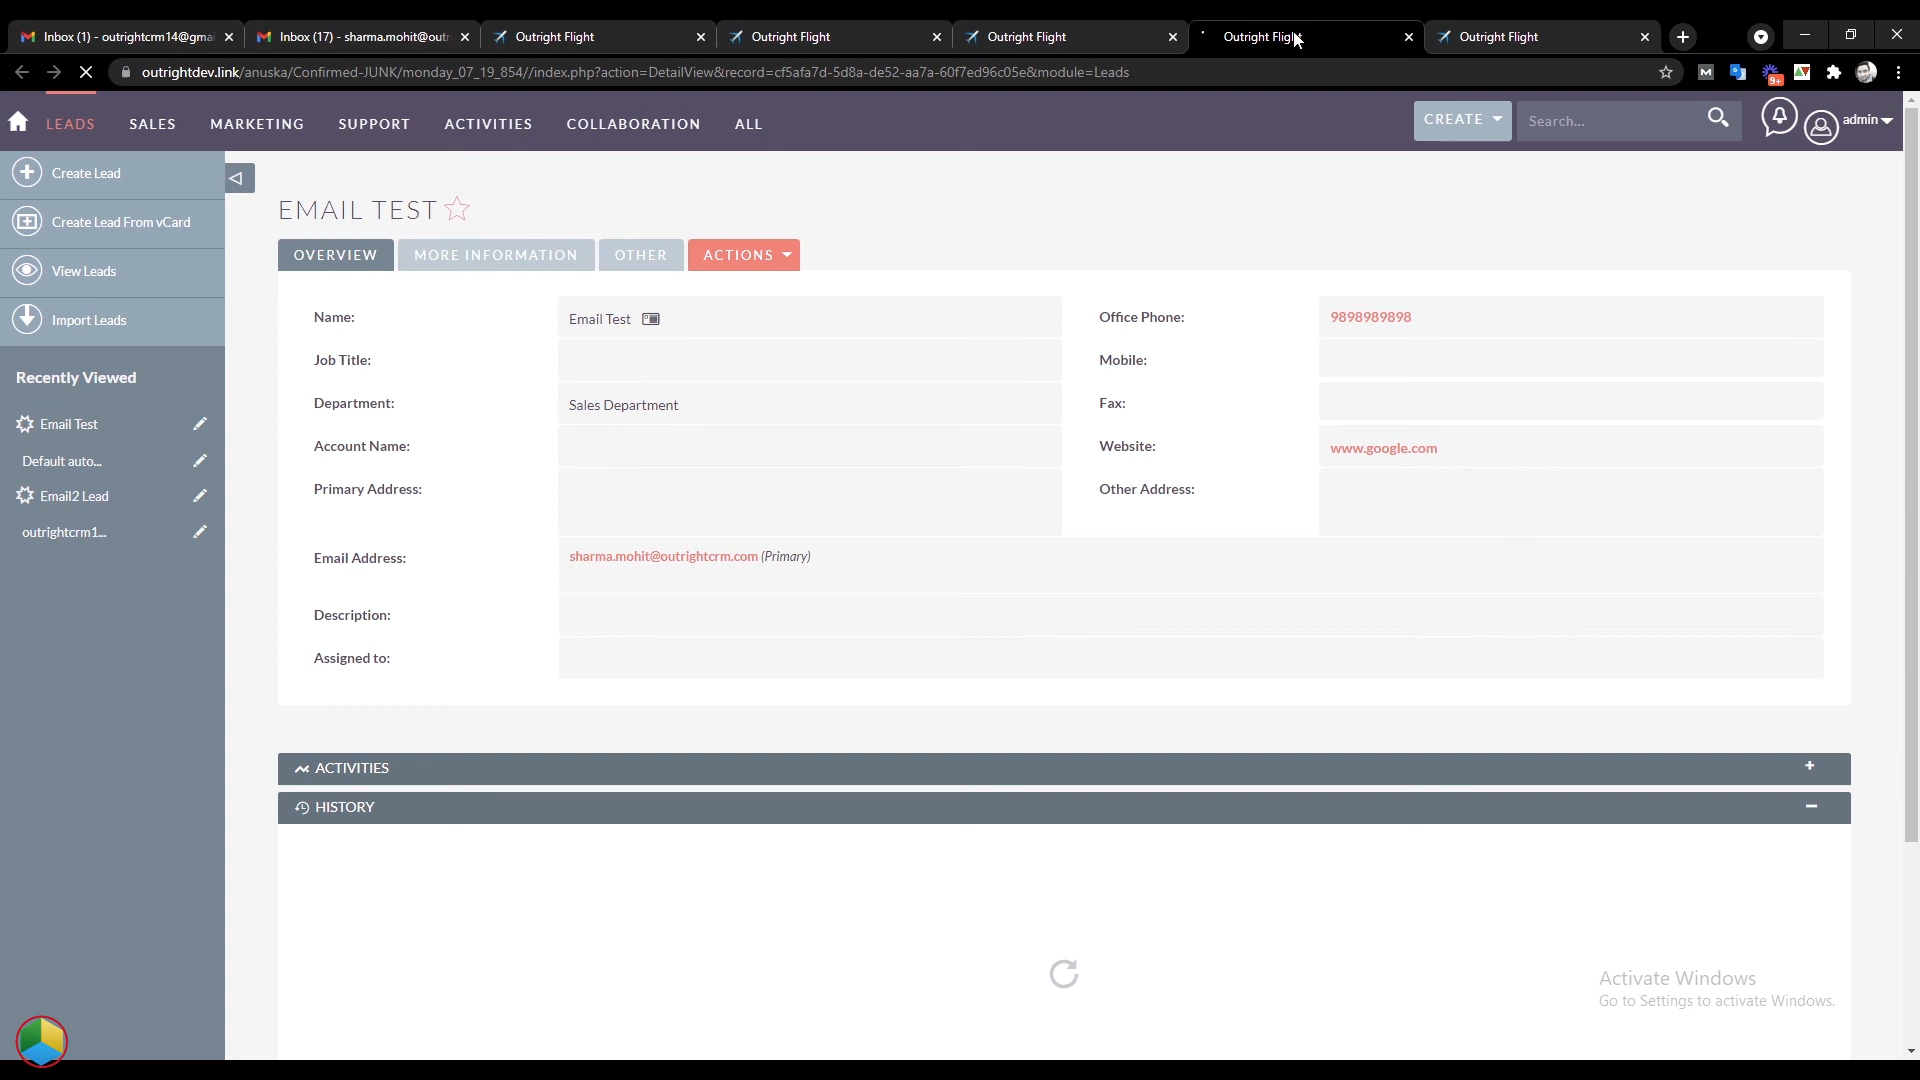 Inbox (1) - outrightcrm14@gmai
Inbox (17) - sharma.mohit@outr
Outright Flight
Outright Flight
Outright Flight
Outright Flight
Outright Flight
outrightdev.link/anuska/Confirmed-JUNK/monday_07_19_854//index.php?action=DetailView&record=cf5afa7d-5d8a-de52-aa7a-60f7ed96c05e&module=Leads
M
9+
LEADS
SALES
MARKETING
SUPPORT
ACTIVITIES
COLLABORATION
ALL
CREATE
Search...
admin
Create Lead
Create Lead From vCard
View Leads
Import Leads
Recently Viewed
Email Test
Default auto...
Email2 Lead
outrightcrm1...
EMAIL TEST
OVERVIEW
MORE INFORMATION
OTHER
ACTIONS
Name:
Email Test
Office Phone:
9898989898
Job Title:
Mobile:
Department:
Sales Department
Fax:
Account Name:
Website:
www.google.com
Primary Address:
Other Address:
Email Address:
sharma.mohit@outrightcrm.com (Primary)
Description:
Assigned to:
ACTIVITIES
HISTORY
Activate Windows
Go to Settings to activate Windows.